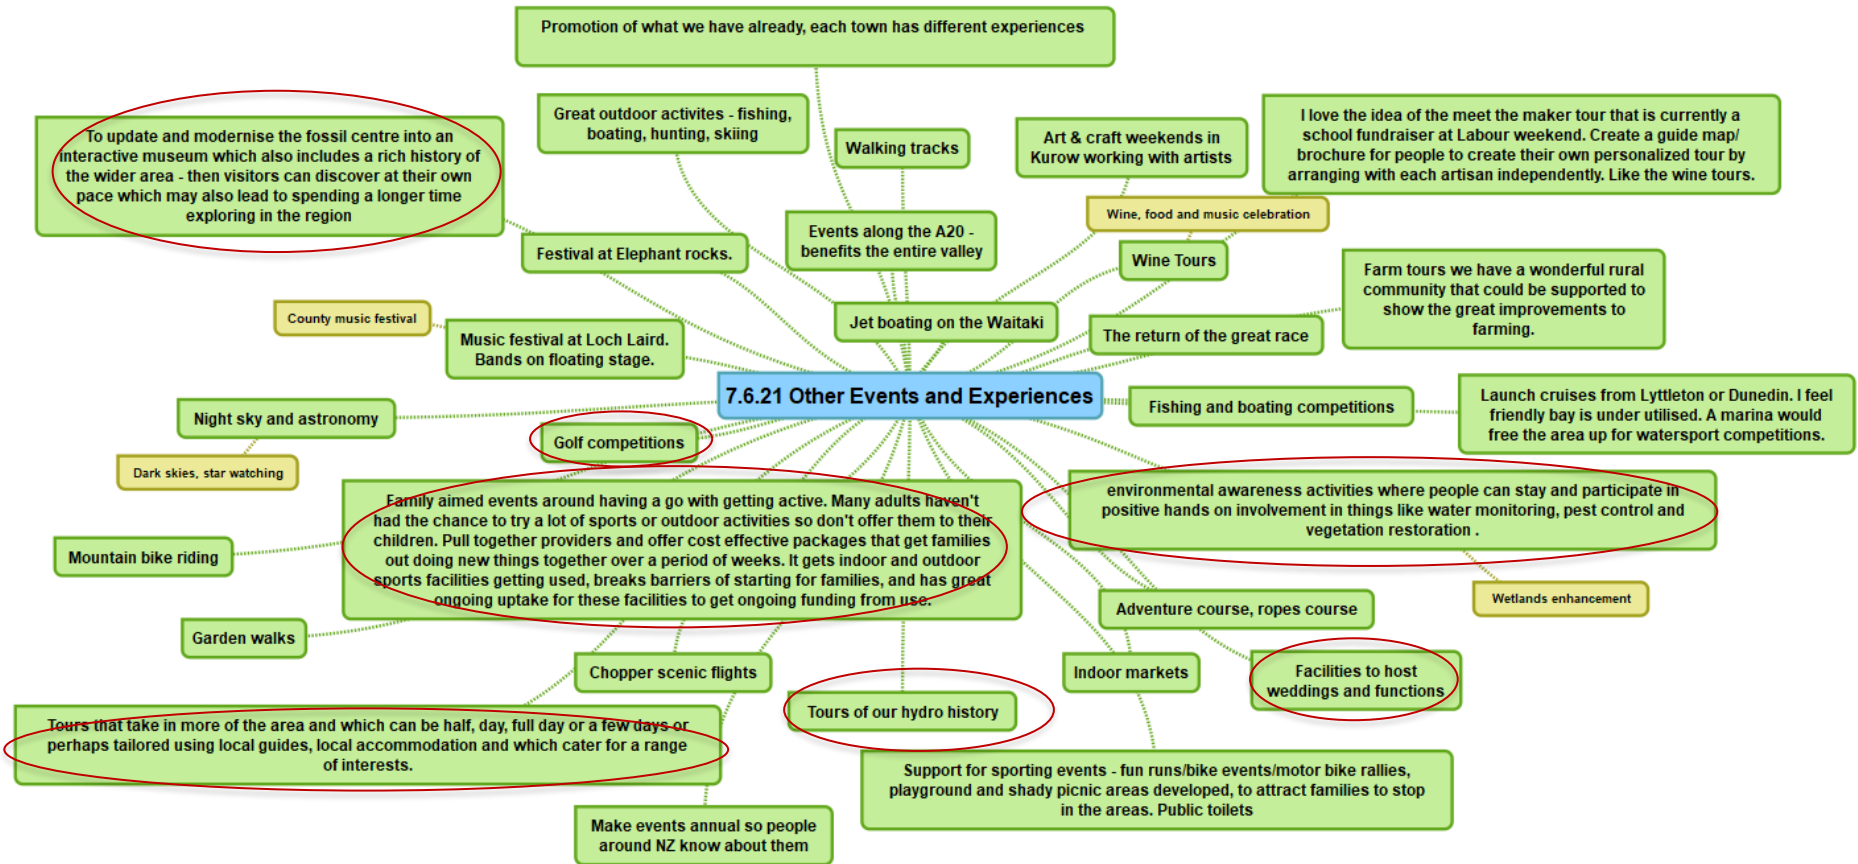 Promotion of what we have already, each town has different experiences
Great outdoor activites - fishing,
boating, hunting, skiing
Walking tracks
Art & craft weekends in
Kurow working with artists
I love the idea of the meet the maker tour that is currently a
school fundraiser at Labour weekend. Create a guide map/
brochure for people to create their own personalized tour by
arranging with each artisan independently. Like the wine tours.
To update and modernise the fossil centre into an
interactive museum which also includes a rich history of
the wider area - then visitors can discover at their own
pace which may also lead to spending a longer time
exploring in the region
Wine, food and music celebration
Events along the A20 -
benefits the entire valley
Festival at Elephant rocks.
Wine Tours
Farm tours we have a wonderful rural
community that could be supported to
show the great improvements to
farming.
County music festival
Music festival at Loch Laird.
Bands on floating stage.
Jet boating on the Waitaki
The return of the great race
7.6.21 Other Events and Experiences
Night sky and astronomy
Fishing and boating competitions
Launch cruises from Lyttleton or Dunedin. I feel
friendly bay is under utilised. A marina would
free the area up for watersport competitions.
Golf competitions
Dark skies, star watching
Family aimed events around having a go with getting active. Many adults haven't
had the chance to try a lot of sports or outdoor activities so don't offer them to their
children. Pull together providers and offer cost effective packages that get families
out doing new things together over a period of weeks. It gets indoor and outdoor
sports facilities getting used, breaks barriers of starting for families, and has great
ongoing uptake for these facilities to get ongoing funding from use.
environmental awareness activities where people can stay and participate in
positive hands on involvement in things like water monitoring, pest control and
vegetation restoration .
Mountain bike riding
Wetlands enhancement
Adventure course, ropes course
Garden walks
Chopper scenic flights
Indoor markets
Facilities to host
weddings and functions
Tours of our hydro history
Tours that take in more of the area and which can be half, day, full day or a few days or
perhaps tailored using local guides, local accommodation and which cater for a range
of interests.
Support for sporting events - fun runs/bike events/motor bike rallies,
playground and shady picnic areas developed, to attract families to stop
in the areas. Public toilets
Make events annual so people
around NZ know about them